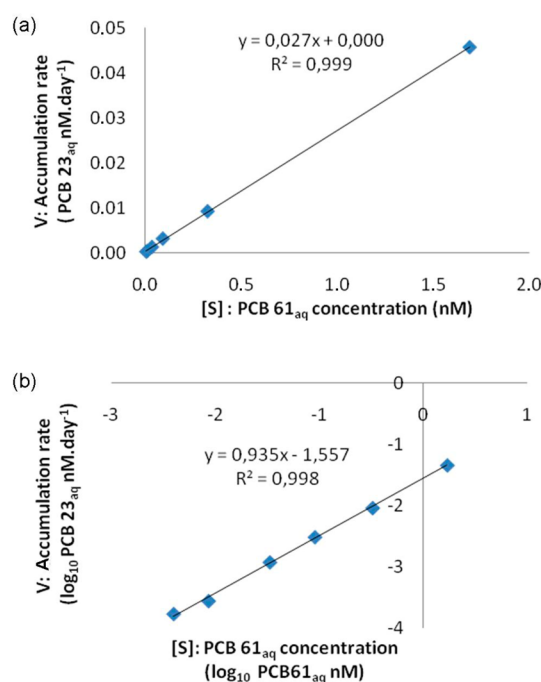 (a)
y = 0,027x + 0,000
R² = 0,999
V: Accumulation rate
( PCB 23aq nM.day-1)
0.05
0.04
0.03
0.02
0.01
0.00
0.0 0.5 1.0 1.5 2.0
[S] : PCB 61aq concentration (nM)
(b)
0
-3 -2 -1 0 1
y = 0,935x - 1,557
R² = 0,998
V: Accumulation rate
(log10 PCB 23aq nM.day-1)
-1
-2
-3
-4
[S]: PCB 61aq concentration
(log10 PCB61aq nM)